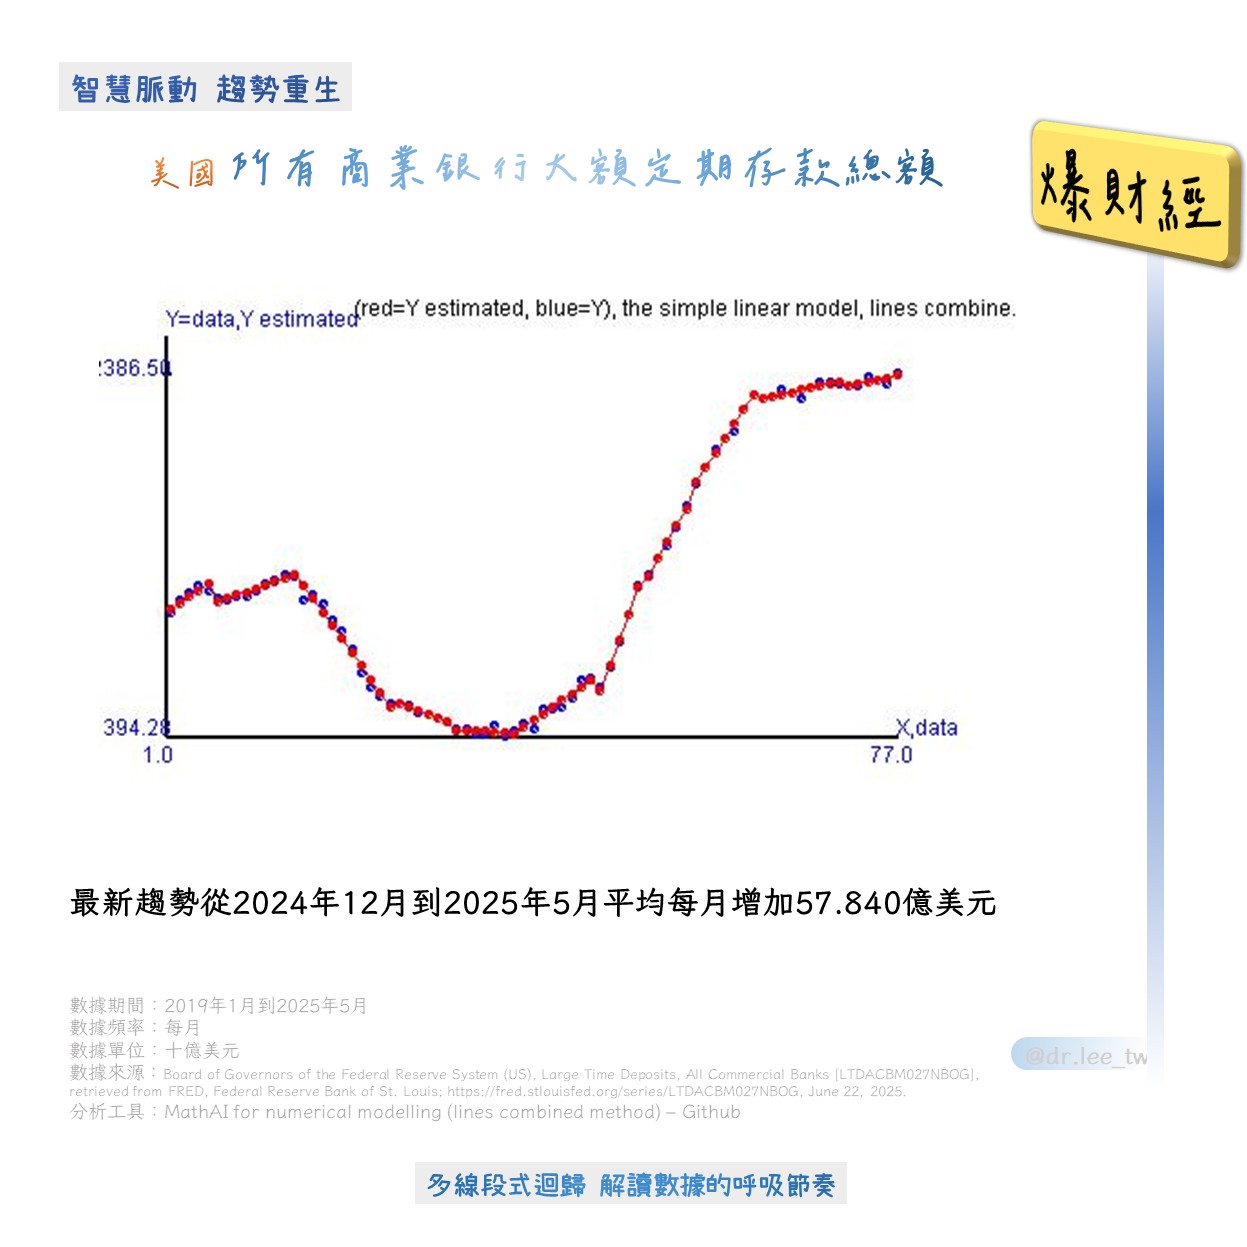 智慧脈動 趨勢重生
美國所有商業銀行大額定期存款總額
爆財經
(red=Y estimated, blue=Y), the simple linear model, lines combine.
Y=data,Y estimated
2386.50
394.28
X,data
1.0
77.0
最新趨勢從2024年12月到2025年5月平均每月增加57.840億美元
數據期間：2019年1月到2025年5月
數據頻率：每月
數據單位：十億美元
數據來源：Board of Governors of the Federal Reserve System (US), Large Time Deposits, All Commercial Banks [LTDACBM027NBOG],
retrieved from FRED, Federal Reserve Bank of St. Louis; https://fred.stlouisfed.org/series/LTDACBM027NBOG, June 22, 2025.
分析工具：MathAI for numerical modelling (lines combined method) – Github
@dr.lee_tw
多線段式迴歸 解讀數據的呼吸節奏